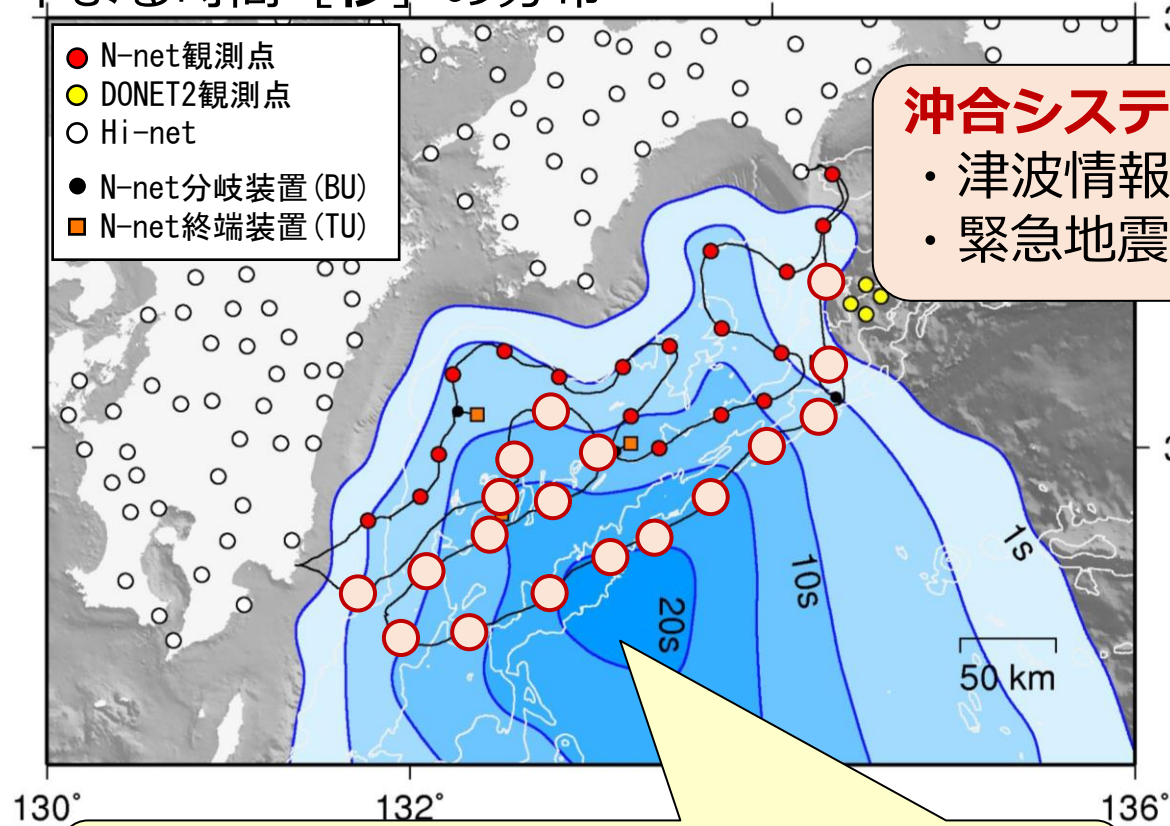 N-net観測点
DONET2観測点
Hi-net
N-net分岐装置(BU)
N-net終端装置(TU)
沖合システ
・津波情報
・緊急地震
1s
10s
20s
50 km
130°
132°
136°